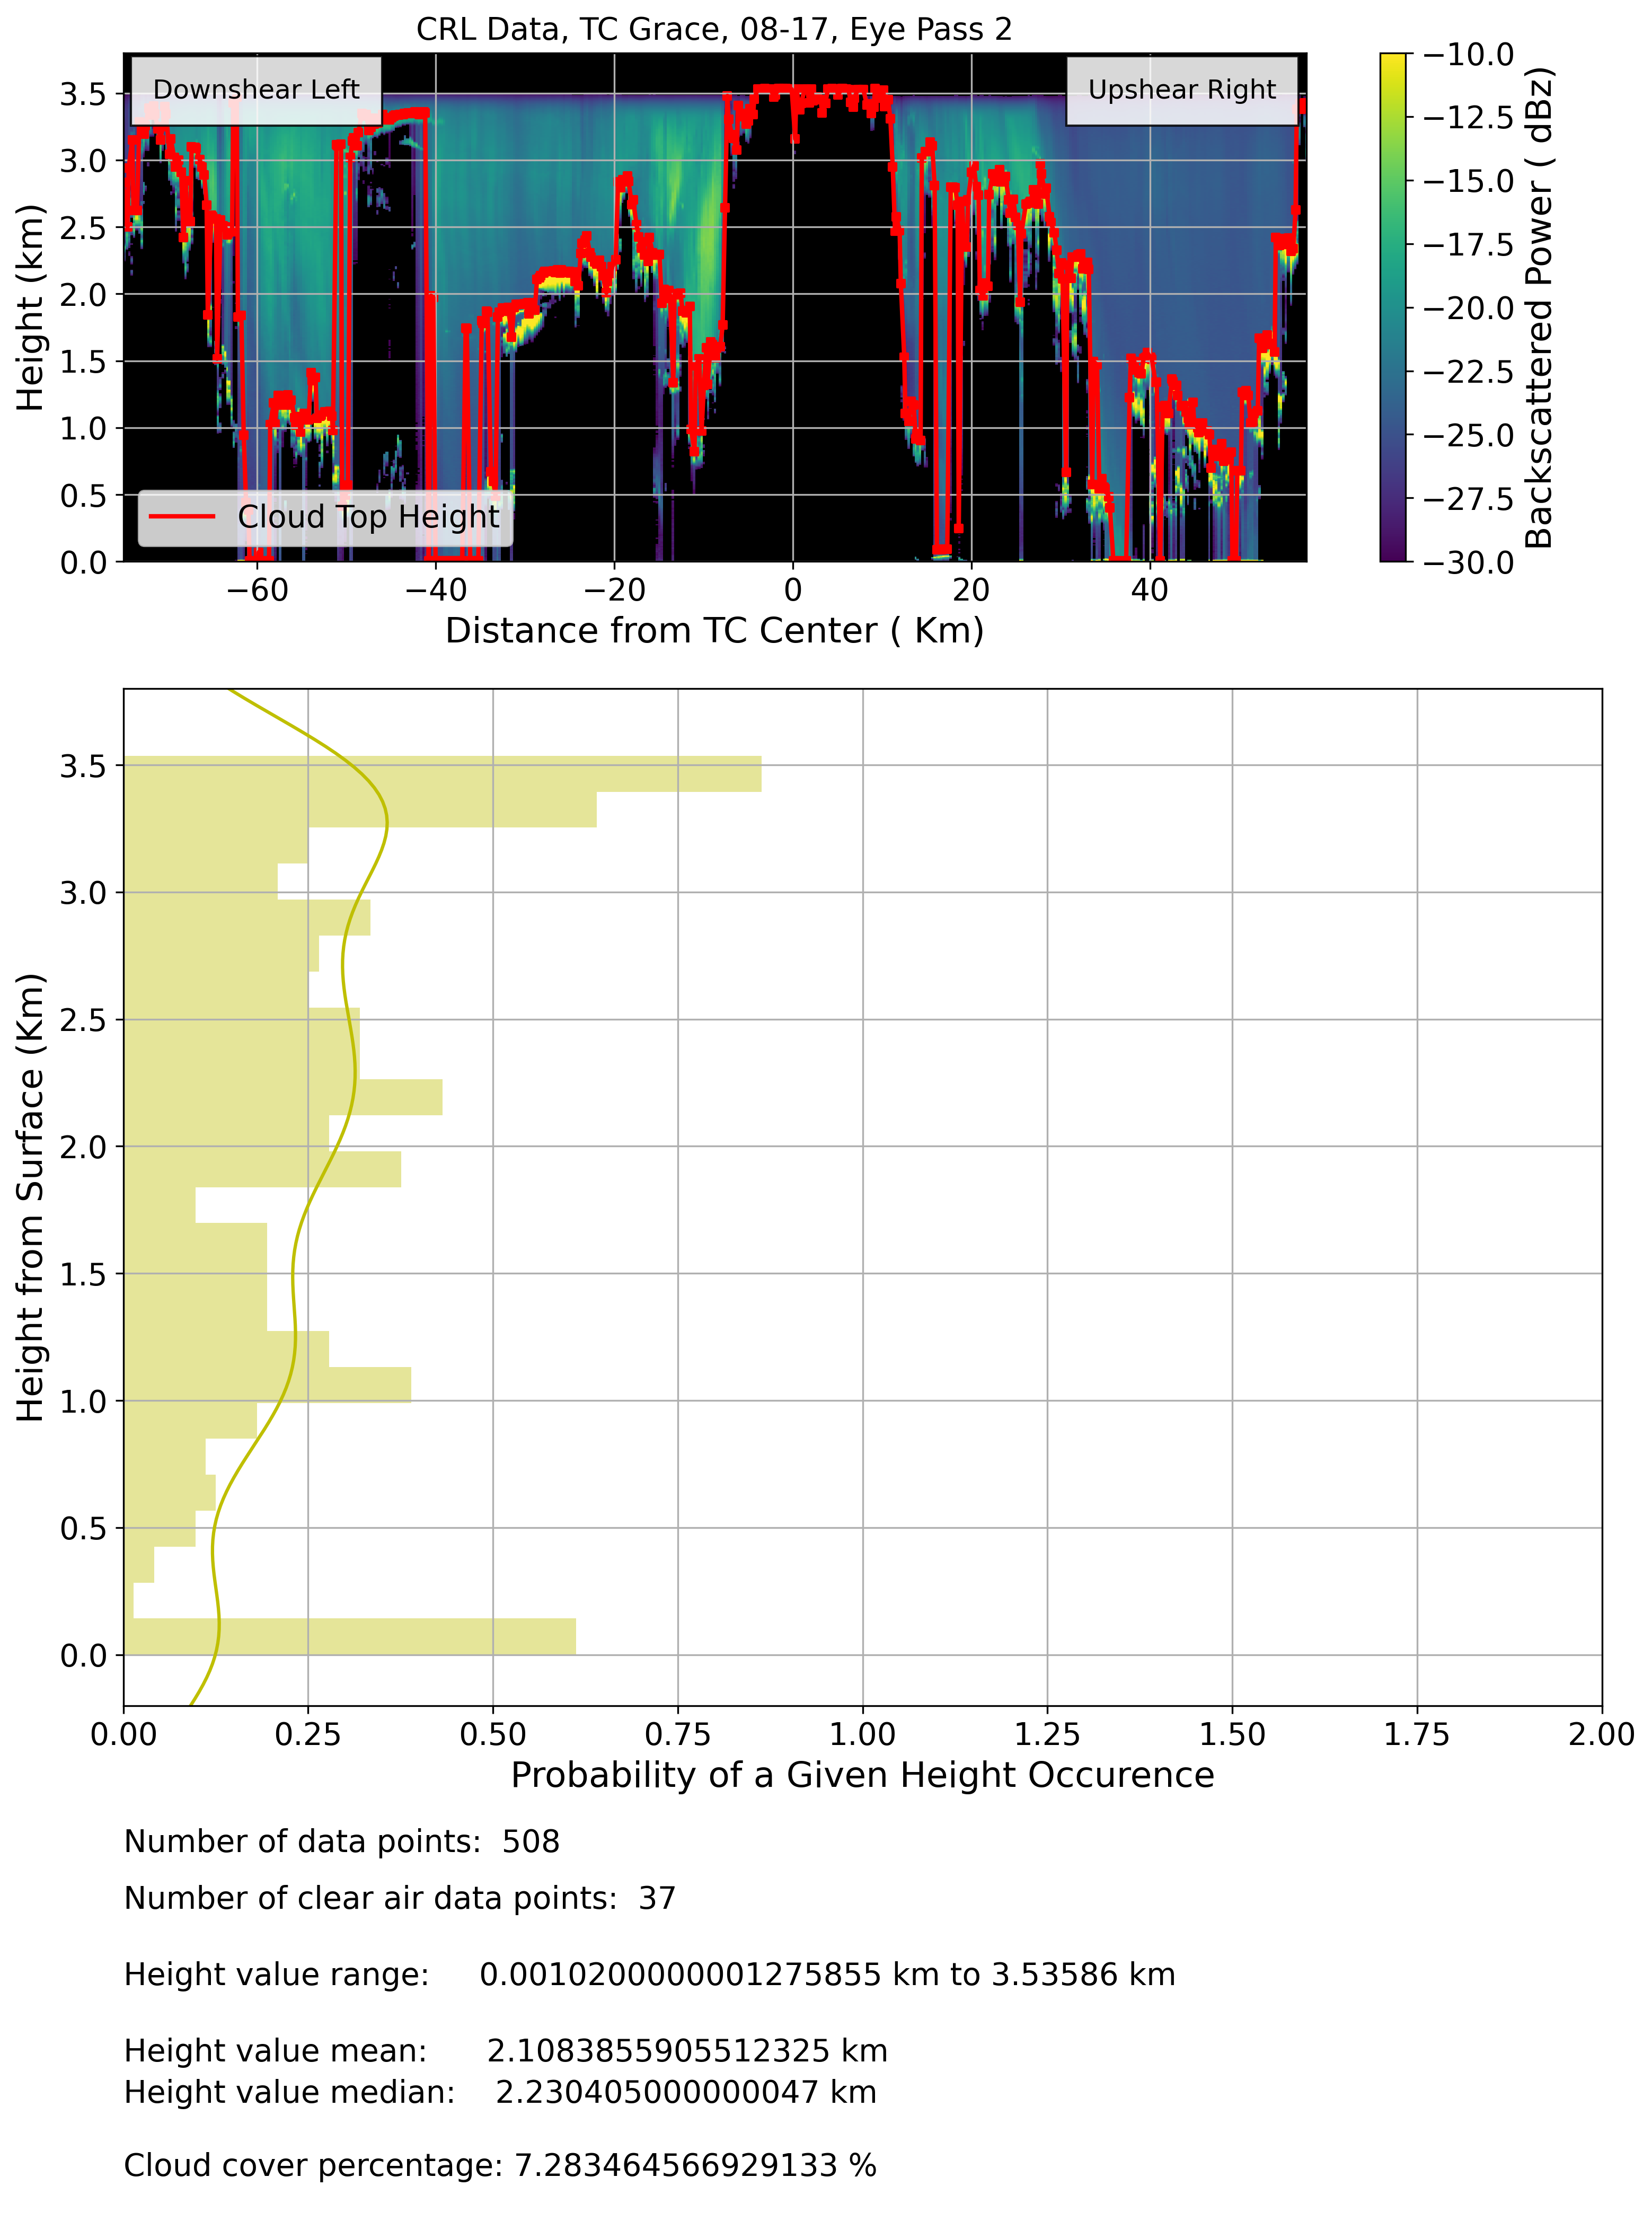 CRL Data, TC Grace, 08-17, Eye Pass 2
Downshear Left
Upshear Right
Cloud Top Height
Height (km)
3.5
3.0
2.5
2.0
1.5
1.0
0.5
0.0
−60 −40 −20 0 20 40
Distance from TC Center ( Km)
−10.0
−12.5
−15.0
−17.5
−20.0
−22.5
−25.0
−27.5
−30.0
Backscattered Power ( dBz)
Height from Surface (Km)
3.5
3.0
2.5
2.0
1.5
1.0
0.5
0.0
0.00 0.25 0.50 0.75 1.00 1.25 1.50 1.75 2.00
Probability of a Given Height Occurence
Number of data points: 508
Number of clear air data points: 37
Height value range: 0.0010200000001275855 km to 3.53586 km
Height value mean: 2.1083855905512325 km
Height value median: 2.230405000000047 km
Cloud cover percentage: 7.283464566929133 %